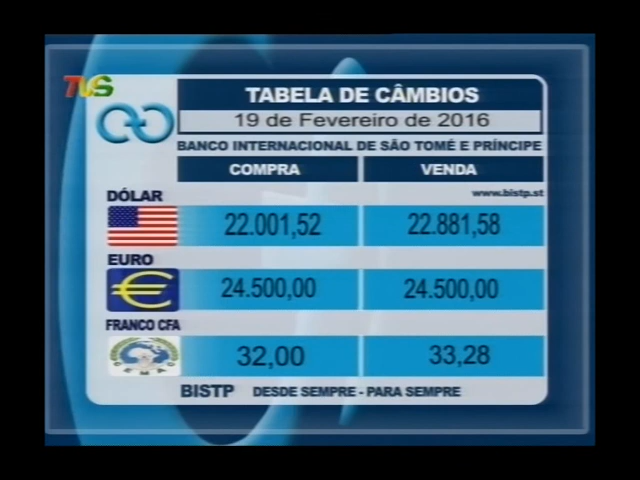 TVS
TABELA DE CÂMBIOS
19 de Fevereiro de 2016
BANCO INTERNACIONAL DE SÃO TOMÉ E PRÍNCIPE
COMPRA VENDA
www.bistp.st
DÓLAR
22.001,52 22.881,58
EURO
24.500,00 24.500,00
FRANCO CFA
32,00 33,28
CEMAC
BISTP DESDE SEMPRE - PARA SEMPRE